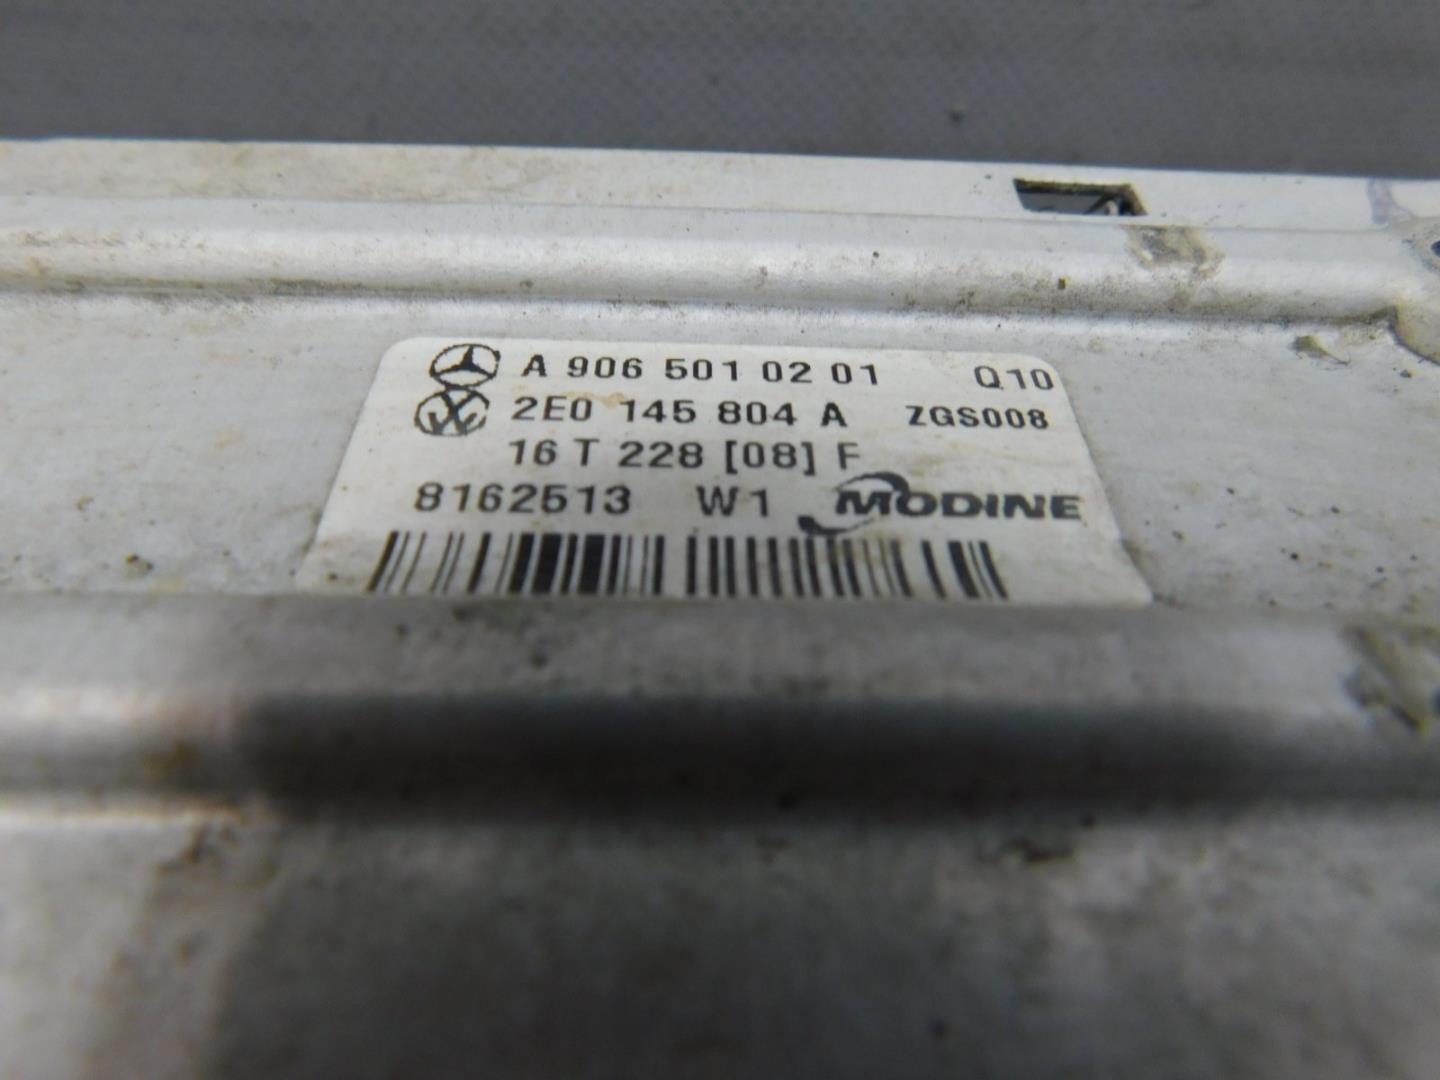 A 906 501 02 01 Q10
2E0 145 804 A ZGS008
16 T 228 [08] F
8162513 W1 MODINE